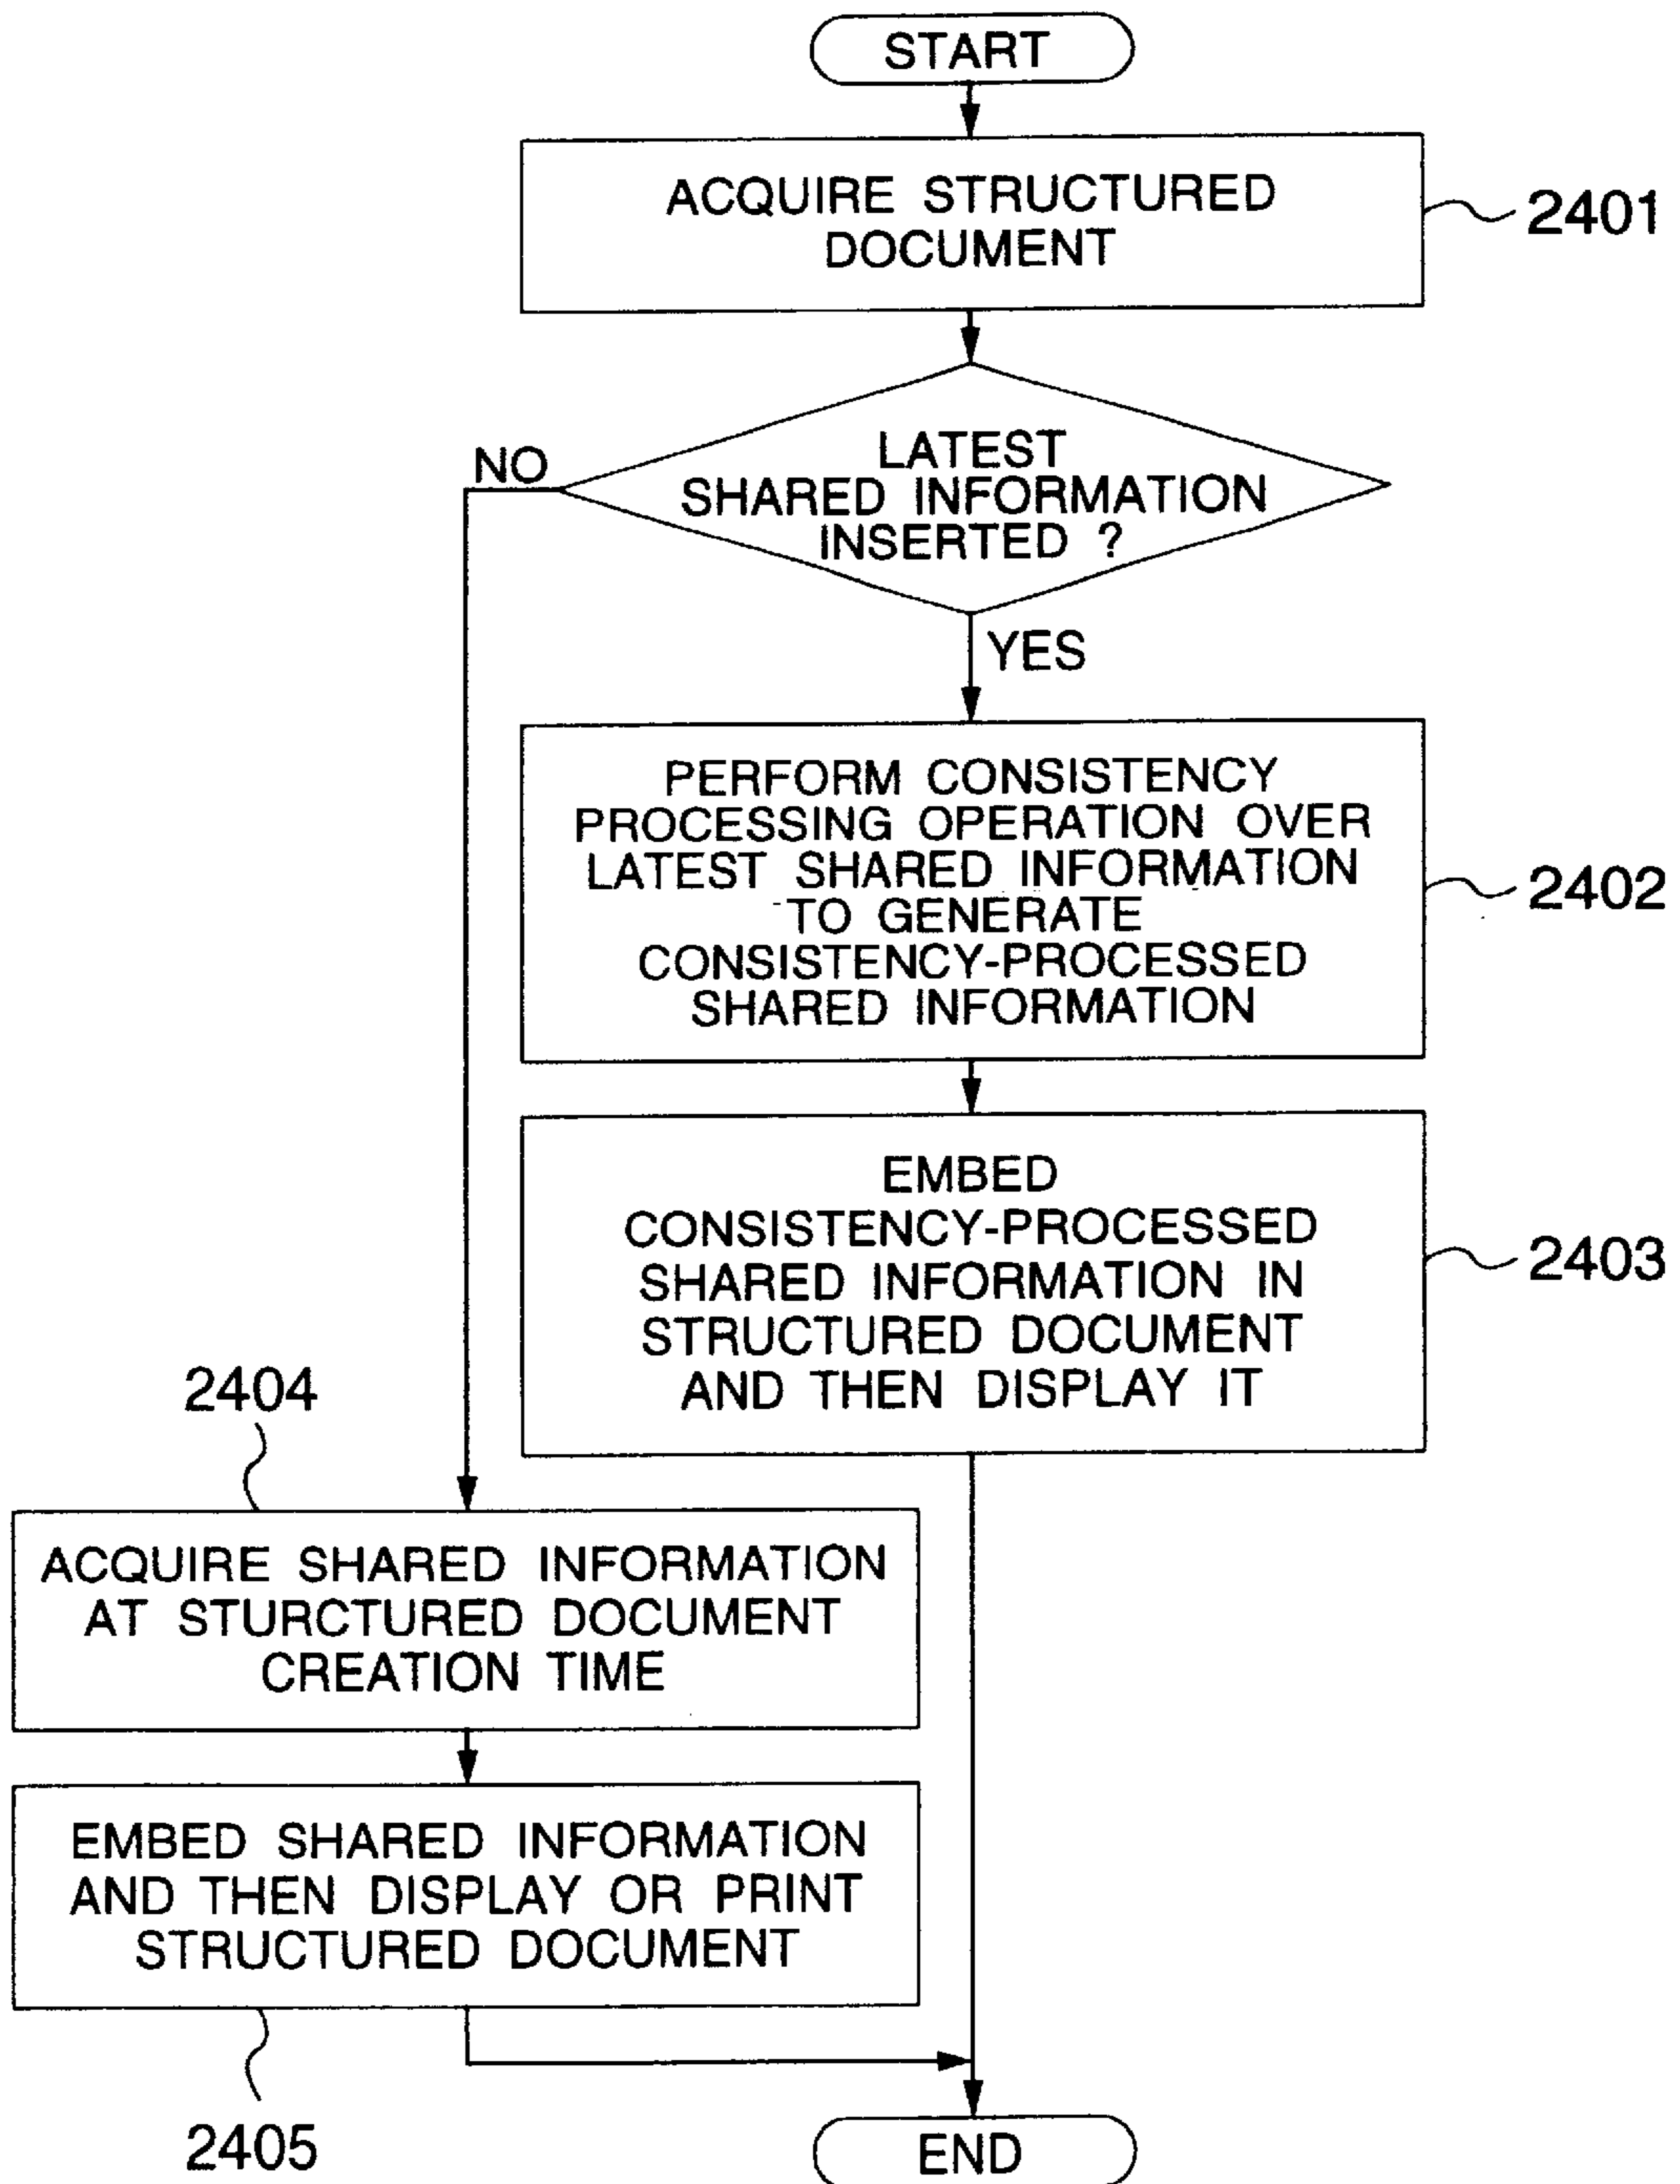 START
ACQUIRE STRUCTURED
DOCUMENT
2401
LATEST
SHARED INFORMATION
INSERTED ?
NO
YES
PERFORM CONSISTENCY
PROCESSING OPERATION OVER
LATEST SHARED INFORMATION
TO GENERATE
CONSISTENCY-PROCESSED
SHARED INFORMATION
2402
EMBED
CONSISTENCY-PROCESSED
SHARED INFORMATION IN
STRUCTURED DOCUMENT
AND THEN DISPLAY IT
2403
2404
ACQUIRE SHARED INFORMATION
AT STURCTURED DOCUMENT
CREATION TIME
EMBED SHARED INFORMATION
AND THEN DISPLAY OR PRINT
STRUCTURED DOCUMENT
2405
END